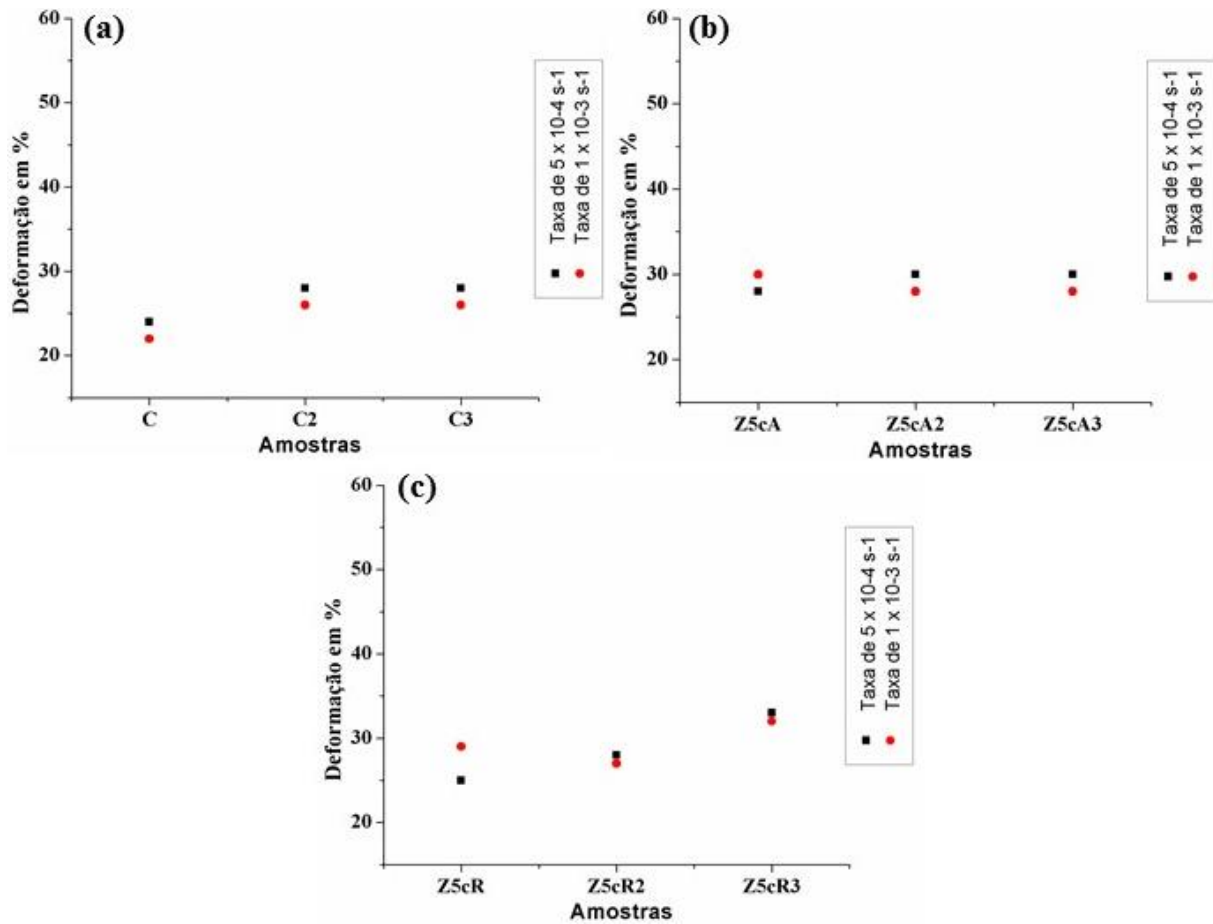 (a)
60
50
40
30
20
Deformação em %
C
C2
C3
Amostras
Taxa de 5 x 10-4 s-1
Taxa de 1 x 10-3 s-1
(b)
60
50
40
30
20
Deformação em %
Z5cA
Z5cA2
Z5cA3
Amostras
Taxa de 5 x 10-4 s-1
Taxa de 1 x 10-3 s-1
(c)
60
50
40
30
20
Deformação em %
Z5cR
Z5cR2
Z5cR3
Amostras
Taxa de 5 x 10-4 s-1
Taxa de 1 x 10-3 s-1